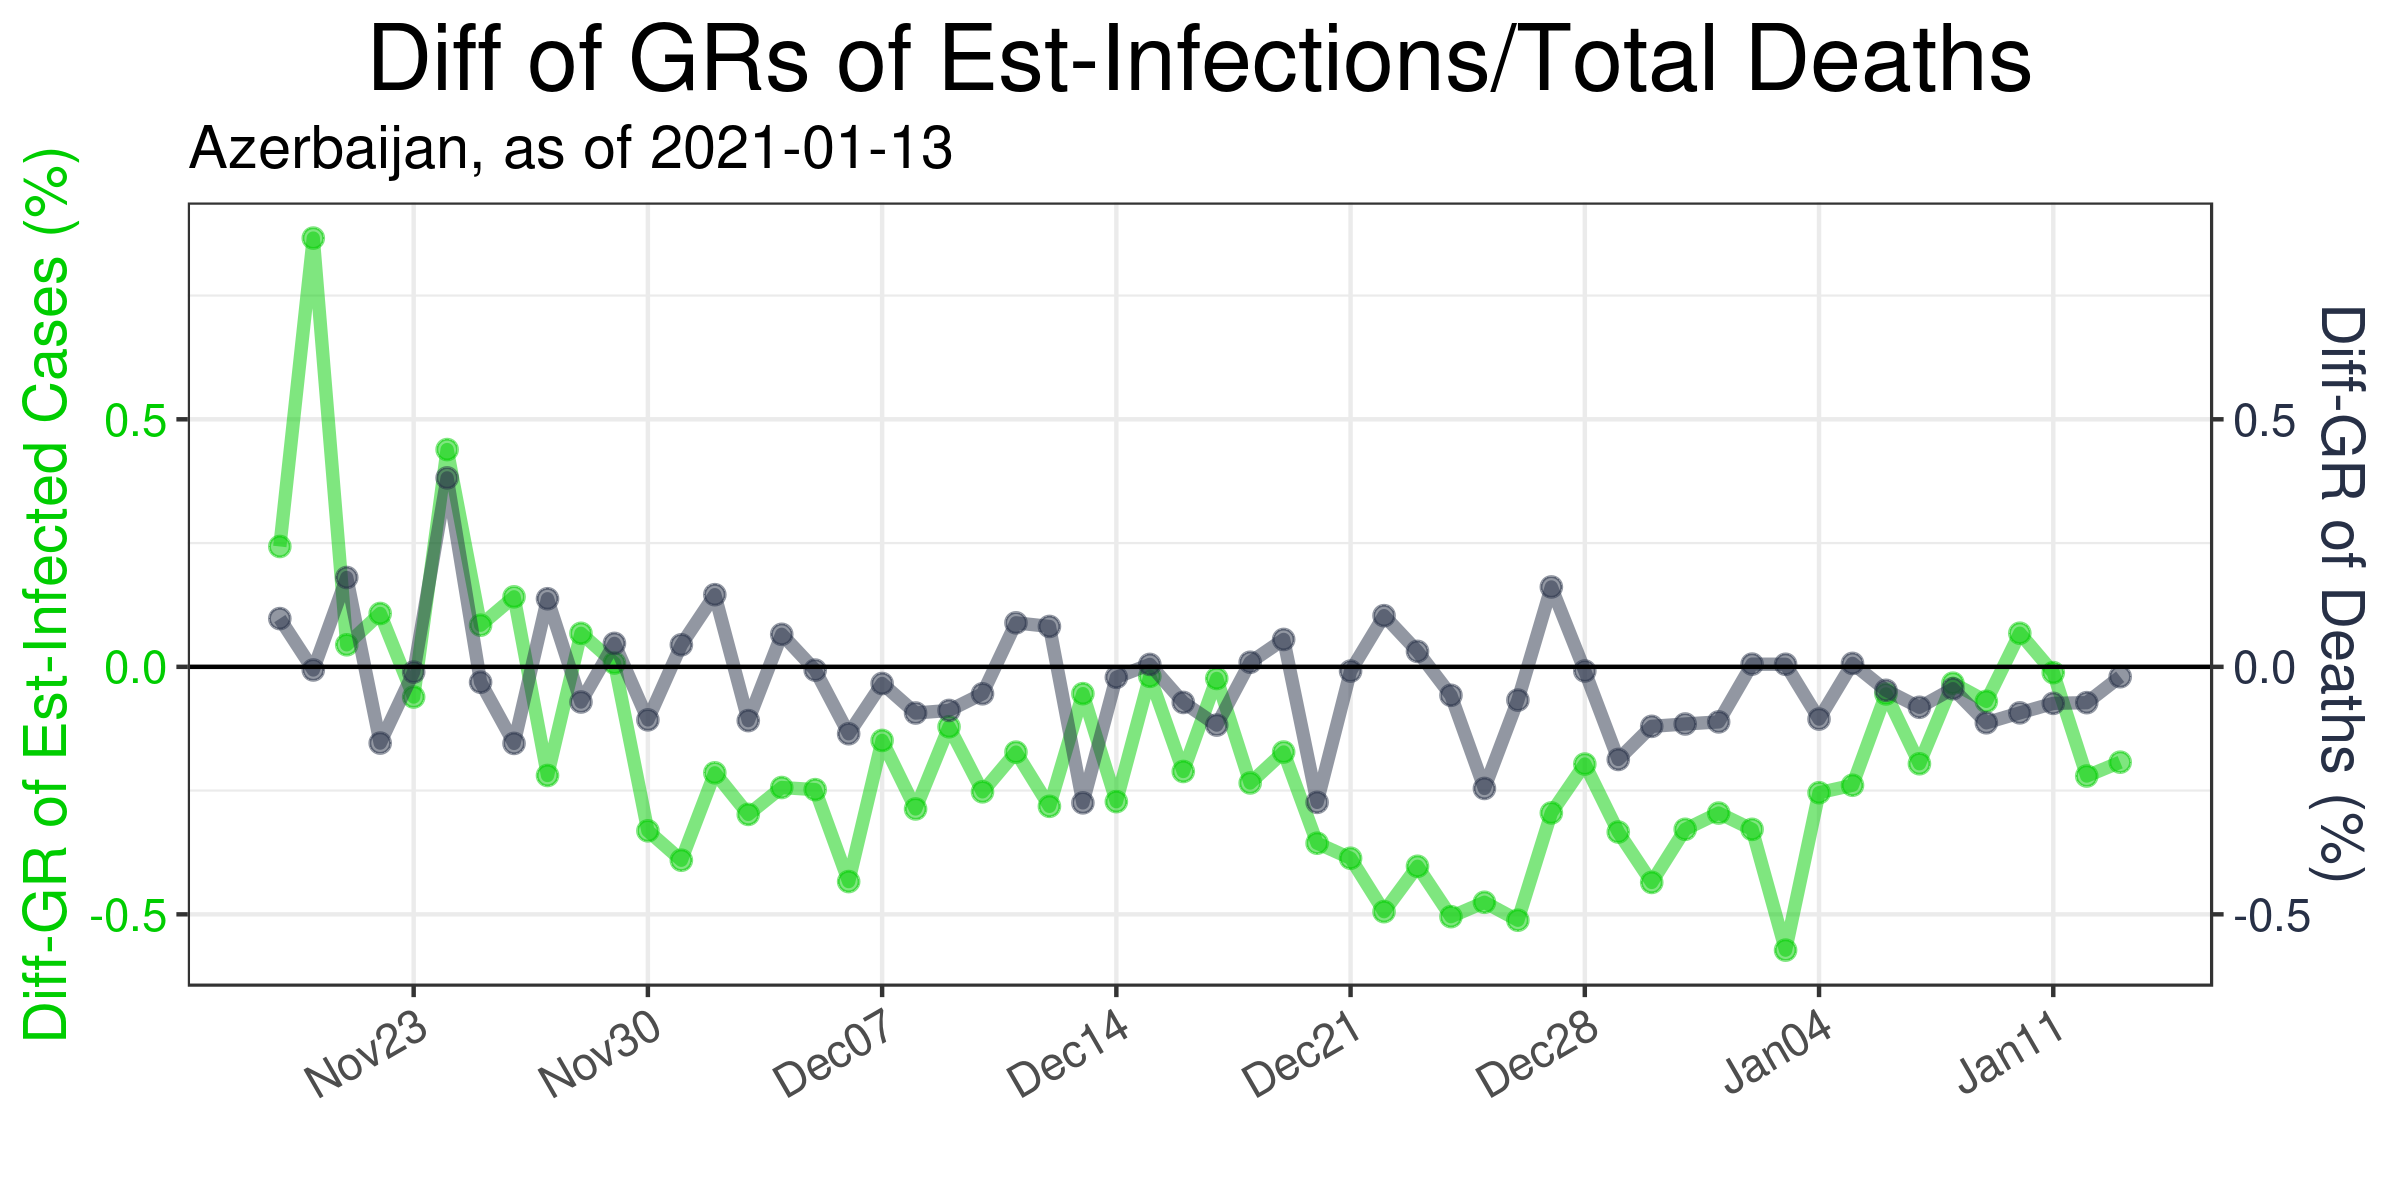 Diff of GRs of Est-Infections/Total Deaths
Azerbaijan, as of 2021-01-13
Diff-GR of Est-Infected Cases (%)
0.5
0.0
-0.5
0.5
0.0
-0.5
Diff-GR of Deaths (%)
Nov23
Nov30
Dec07
Dec14
Dec21
Dec28
Jan04
Jan11